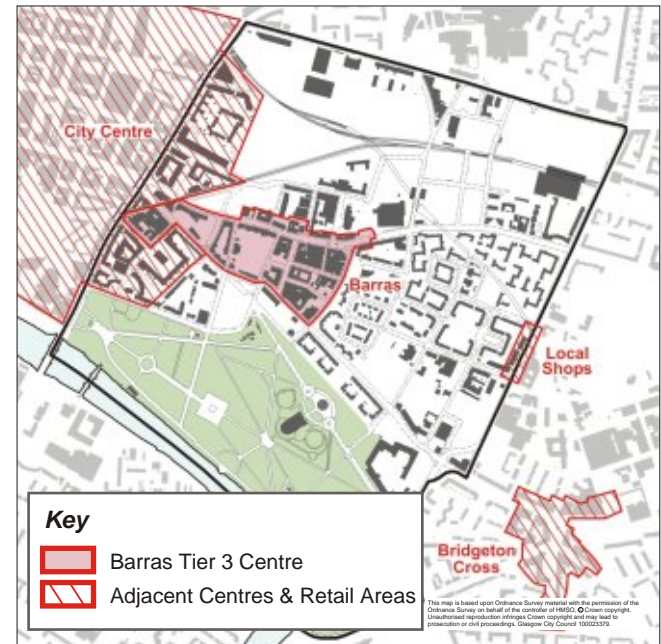 City Centre
Barras
Local
Shops
Bridgeton
Cross
Key
Barras Tier 3 Centre
Adjacent Centres & Retail Areas
This map is based upon Ordnance Survey material with the permission of the
Ordnance Survey on behalf of the controller of HMSO, © Crown copyright.
Unauthorised reproduction infringes Crown copyright and may lead to
prosecution or civil proceedings. Glasgow City Council 100023379.